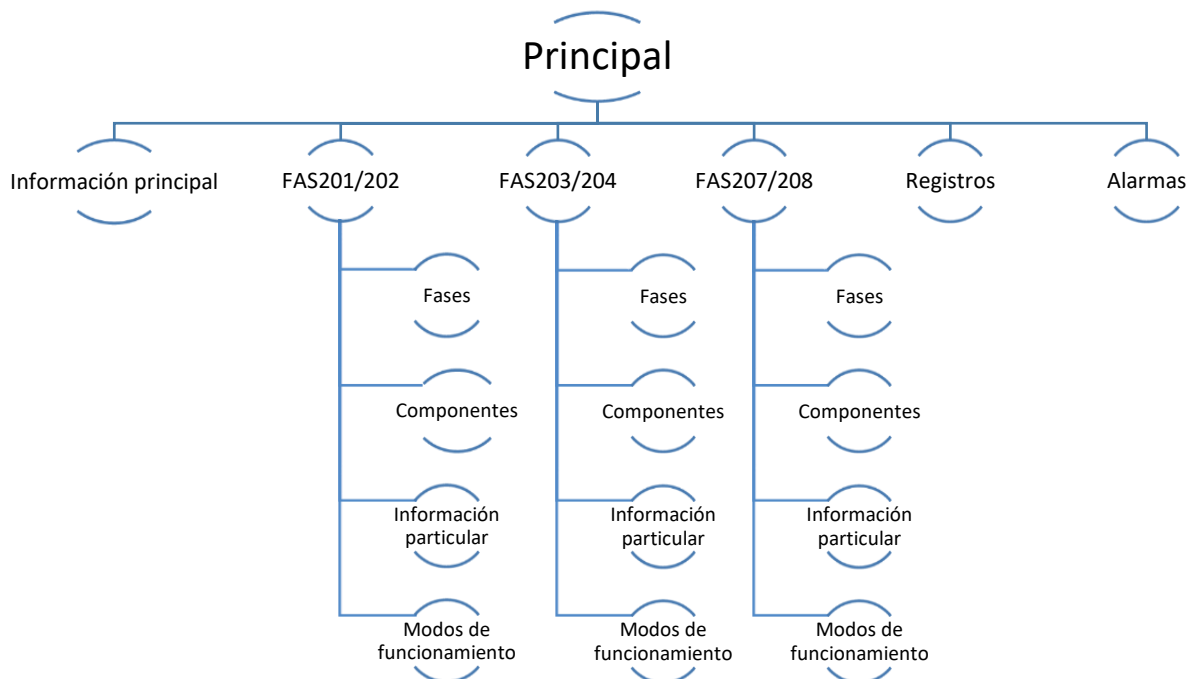 Principal
Información principal
FAS201/202
FAS203/204
FAS207/208
Registros
Alarmas
Fases
Componentes
Información
particular
Modos de
funcionamiento
Fases
Componentes
Información
particular
Modos de
funcionamiento
Fases
Componentes
Información
particular
Modos de
funcionamiento